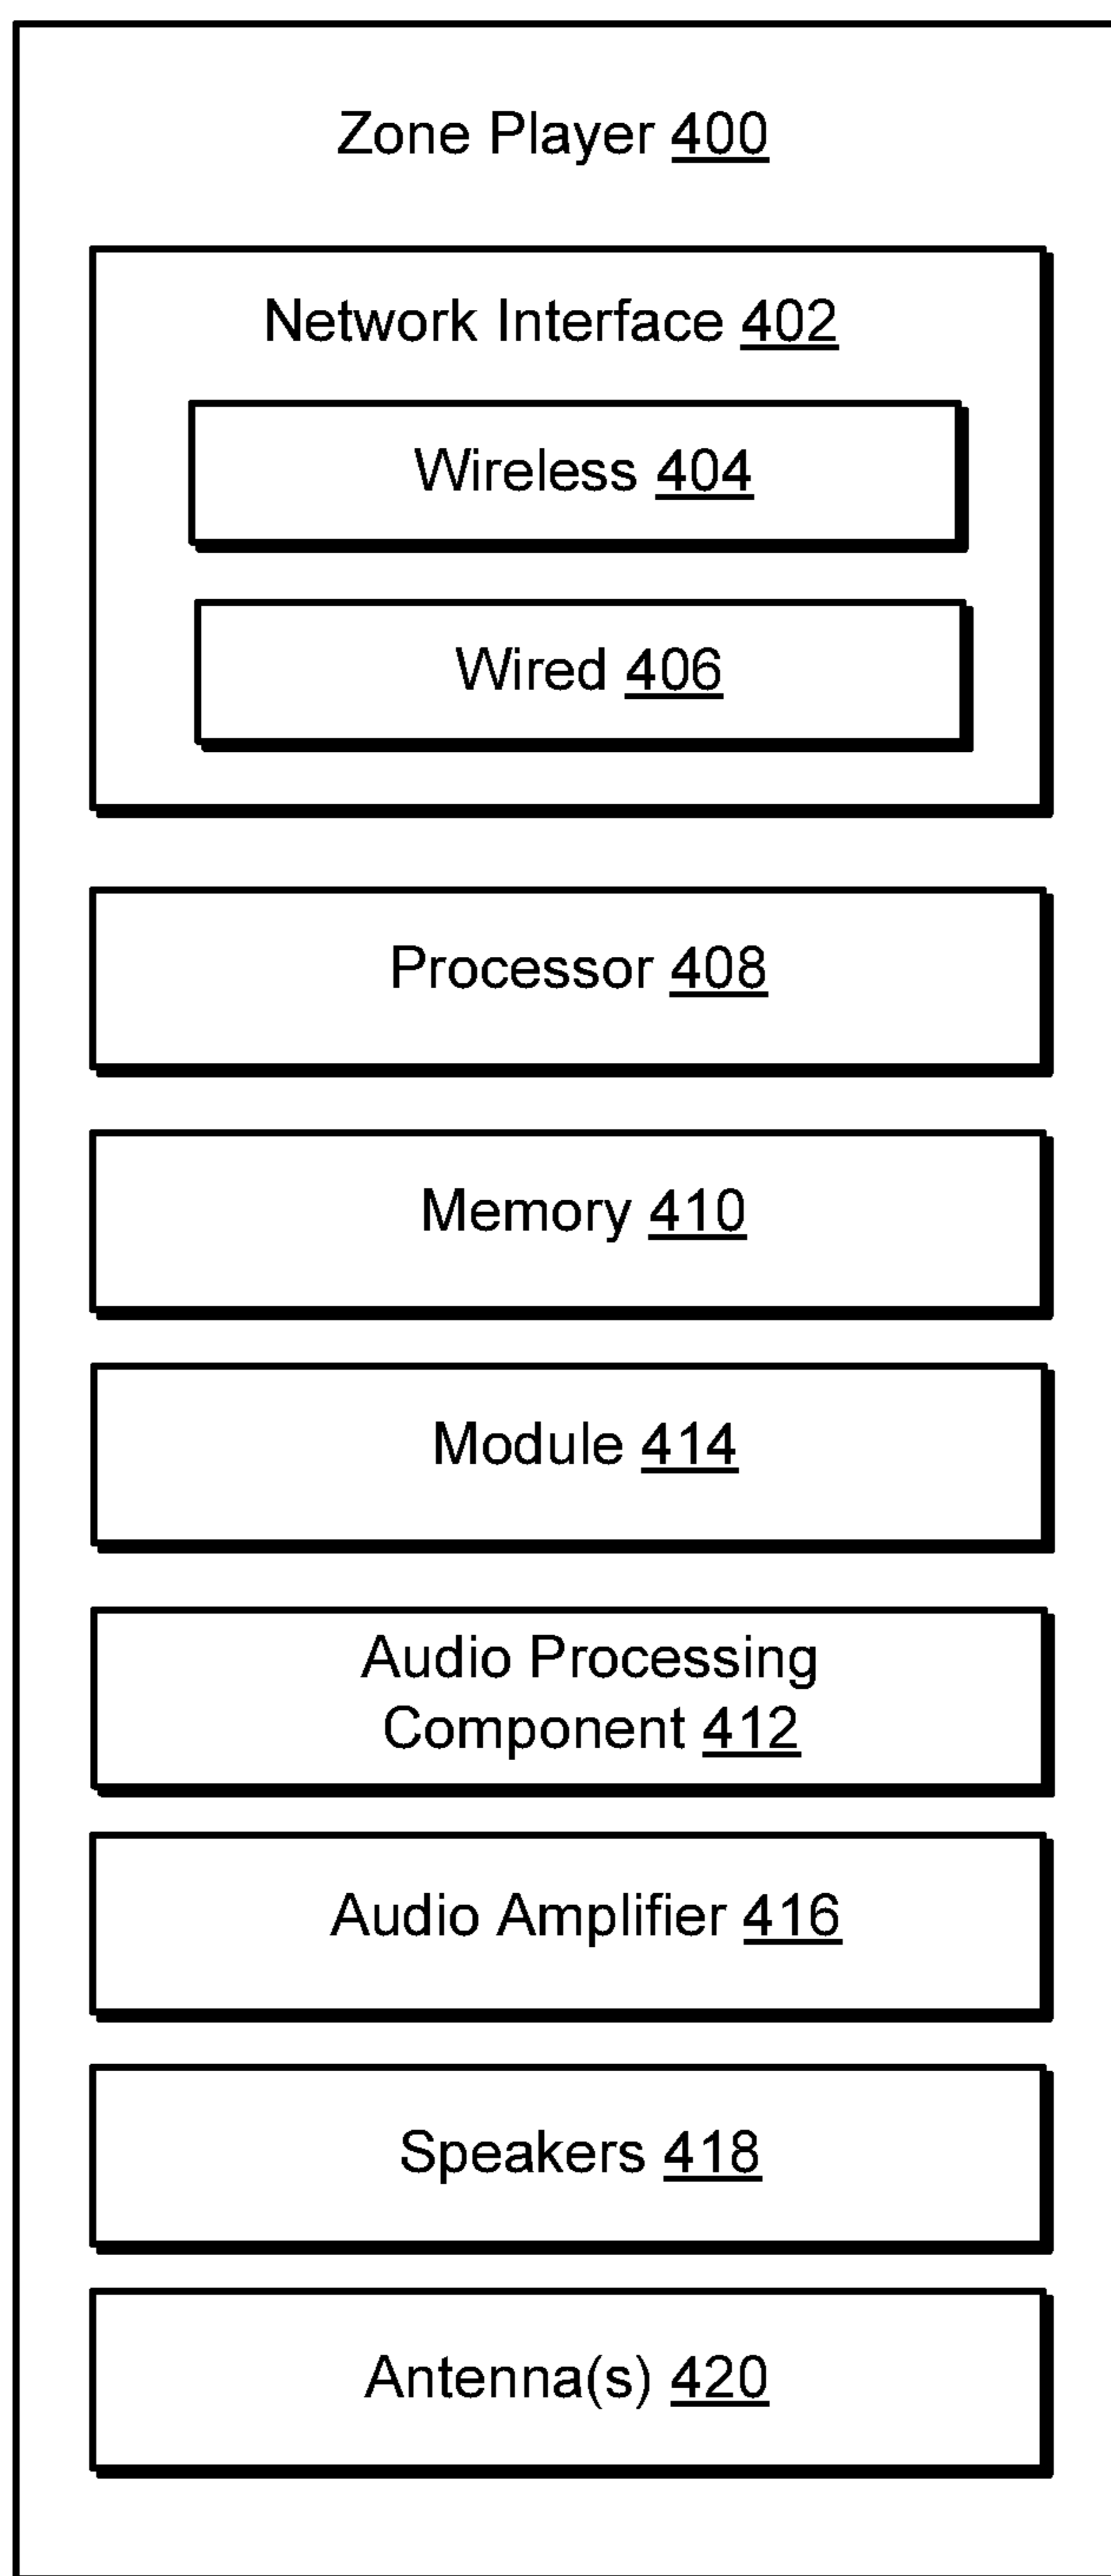 Zone Player 400
Network Interface 402
Wireless 404
Wired 406
Processor 408
Memory 410
Module 414
Audio Processing
Component 412
Audio Amplifier 416
Speakers 418
Antenna(s) 420